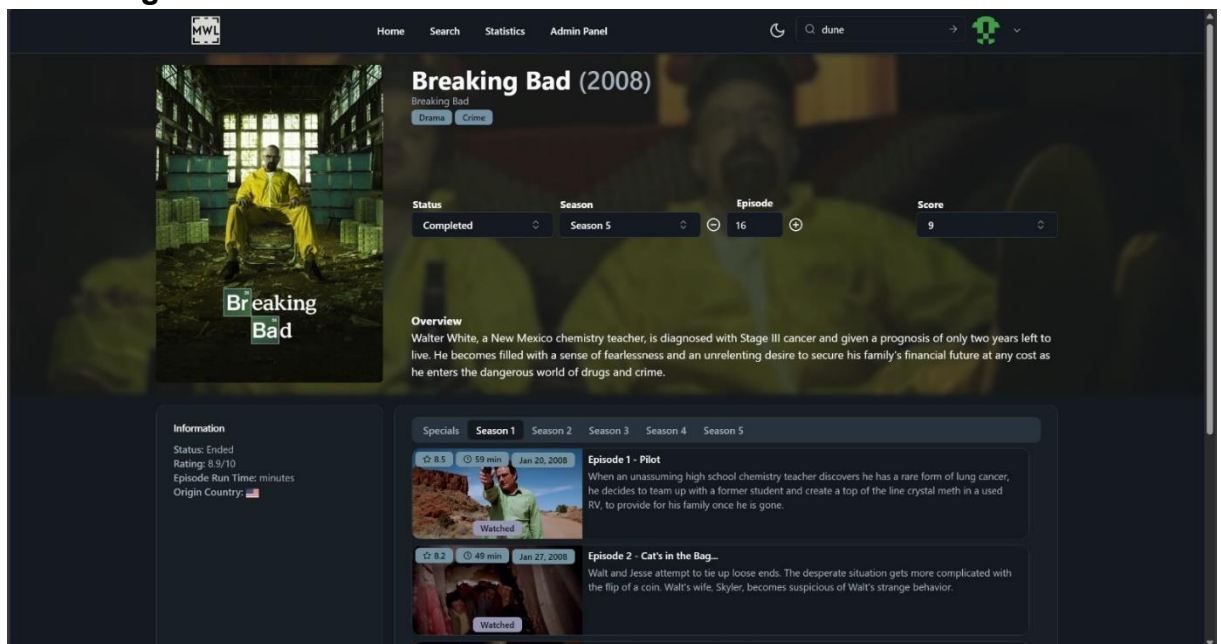 MWL
Home Search Statistics Admin Panel
dune
Breaking Bad (2008)
Breaking Bad
Drama Crime
Status Season Episode Score
Completed Season 5 16 9
Breaking
Bad
Overview
Walter White, a New Mexico chemistry teacher, is diagnosed with Stage III cancer and given a prognosis of only two years left to
live. He becomes filled with a sense of fearlessness and an unrelenting desire to secure his family's financial future at any cost as
he enters the dangerous world of drugs and crime.
Information
Status: Ended
Rating: 8.9/10
Episode Run Time: minutes
Origin Country:
Specials Season 1 Season 2 Season 3 Season 4 Season 5
8.5 59 min Jan 20, 2008
Episode 1 - Pilot
When an unassuming high school chemistry teacher discovers he has a rare form of lung cancer,
he decides to team up with a former student and create a top of the line crystal meth in a used
RV, to provide for his family once he is gone.
Watched
8.2 49 min Jan 27, 2008
Episode 2 - Cat's in the Bag...
Walt and Jesse attempt to tie up loose ends. The desperate situation gets more complicated with
the flip of a coin. Walt's wife, Skyler, becomes suspicious of Walt's strange behavior.
Watched